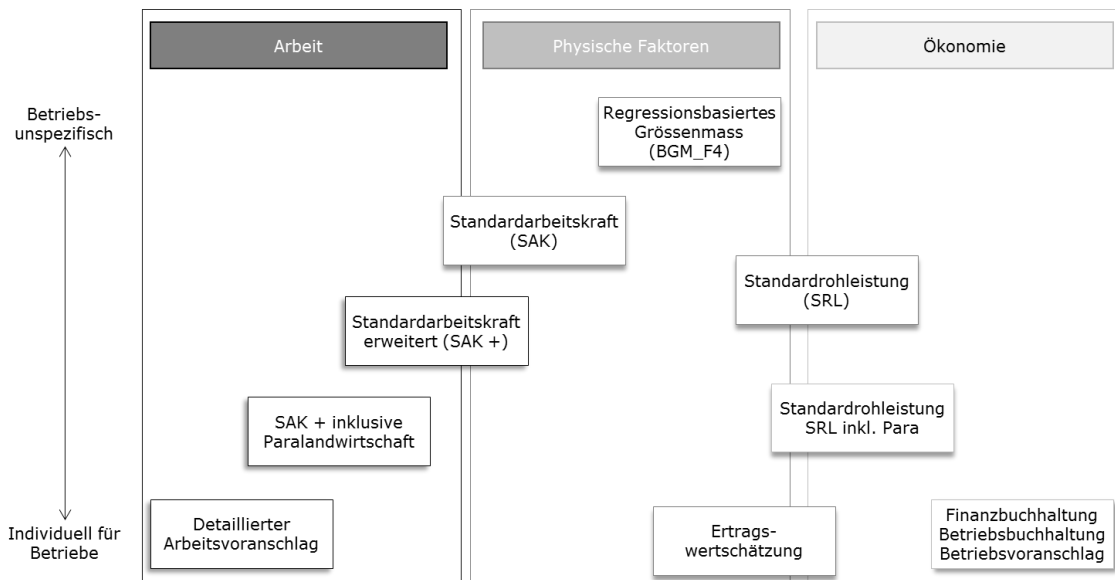 Arbeit
Physische Faktoren
Ökonomie
Betriebs-
unspezifisch
Regressionsbasiertes
Grössenmass
(BGM_F4)
Standardarbeitskraft
(SAK)
Standardrohleistung
(SRL)
Standardarbeitskraft
erweitert (SAK +)
SAK + inklusive
Paralandwirtschaft
Standardrohleistung
SRL inkl. Para
Individuell für
Betriebe
Detaillierter
Arbeitsvoranschlag
Ertrags-
wertschätzung
Finanzbuchhaltung
Betriebsbuchhaltung
Betriebsvoranschlag